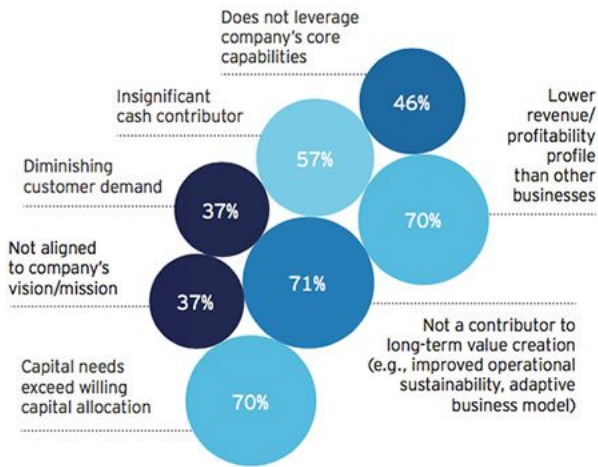 Does not leverage
company's core
capabilities
46%
Insignificant
cash contributor
57%
Lower
revenue/
profitability
profile
than other
businesses
70%
Diminishing
customer demand
37%
Not aligned
to company's
vision/mission
37%
71%
Not a contributor to
long-term value creation
(e.g., improved operational
sustainability, adaptive
business model)
Capital needs
exceed willing
capital allocation
70%